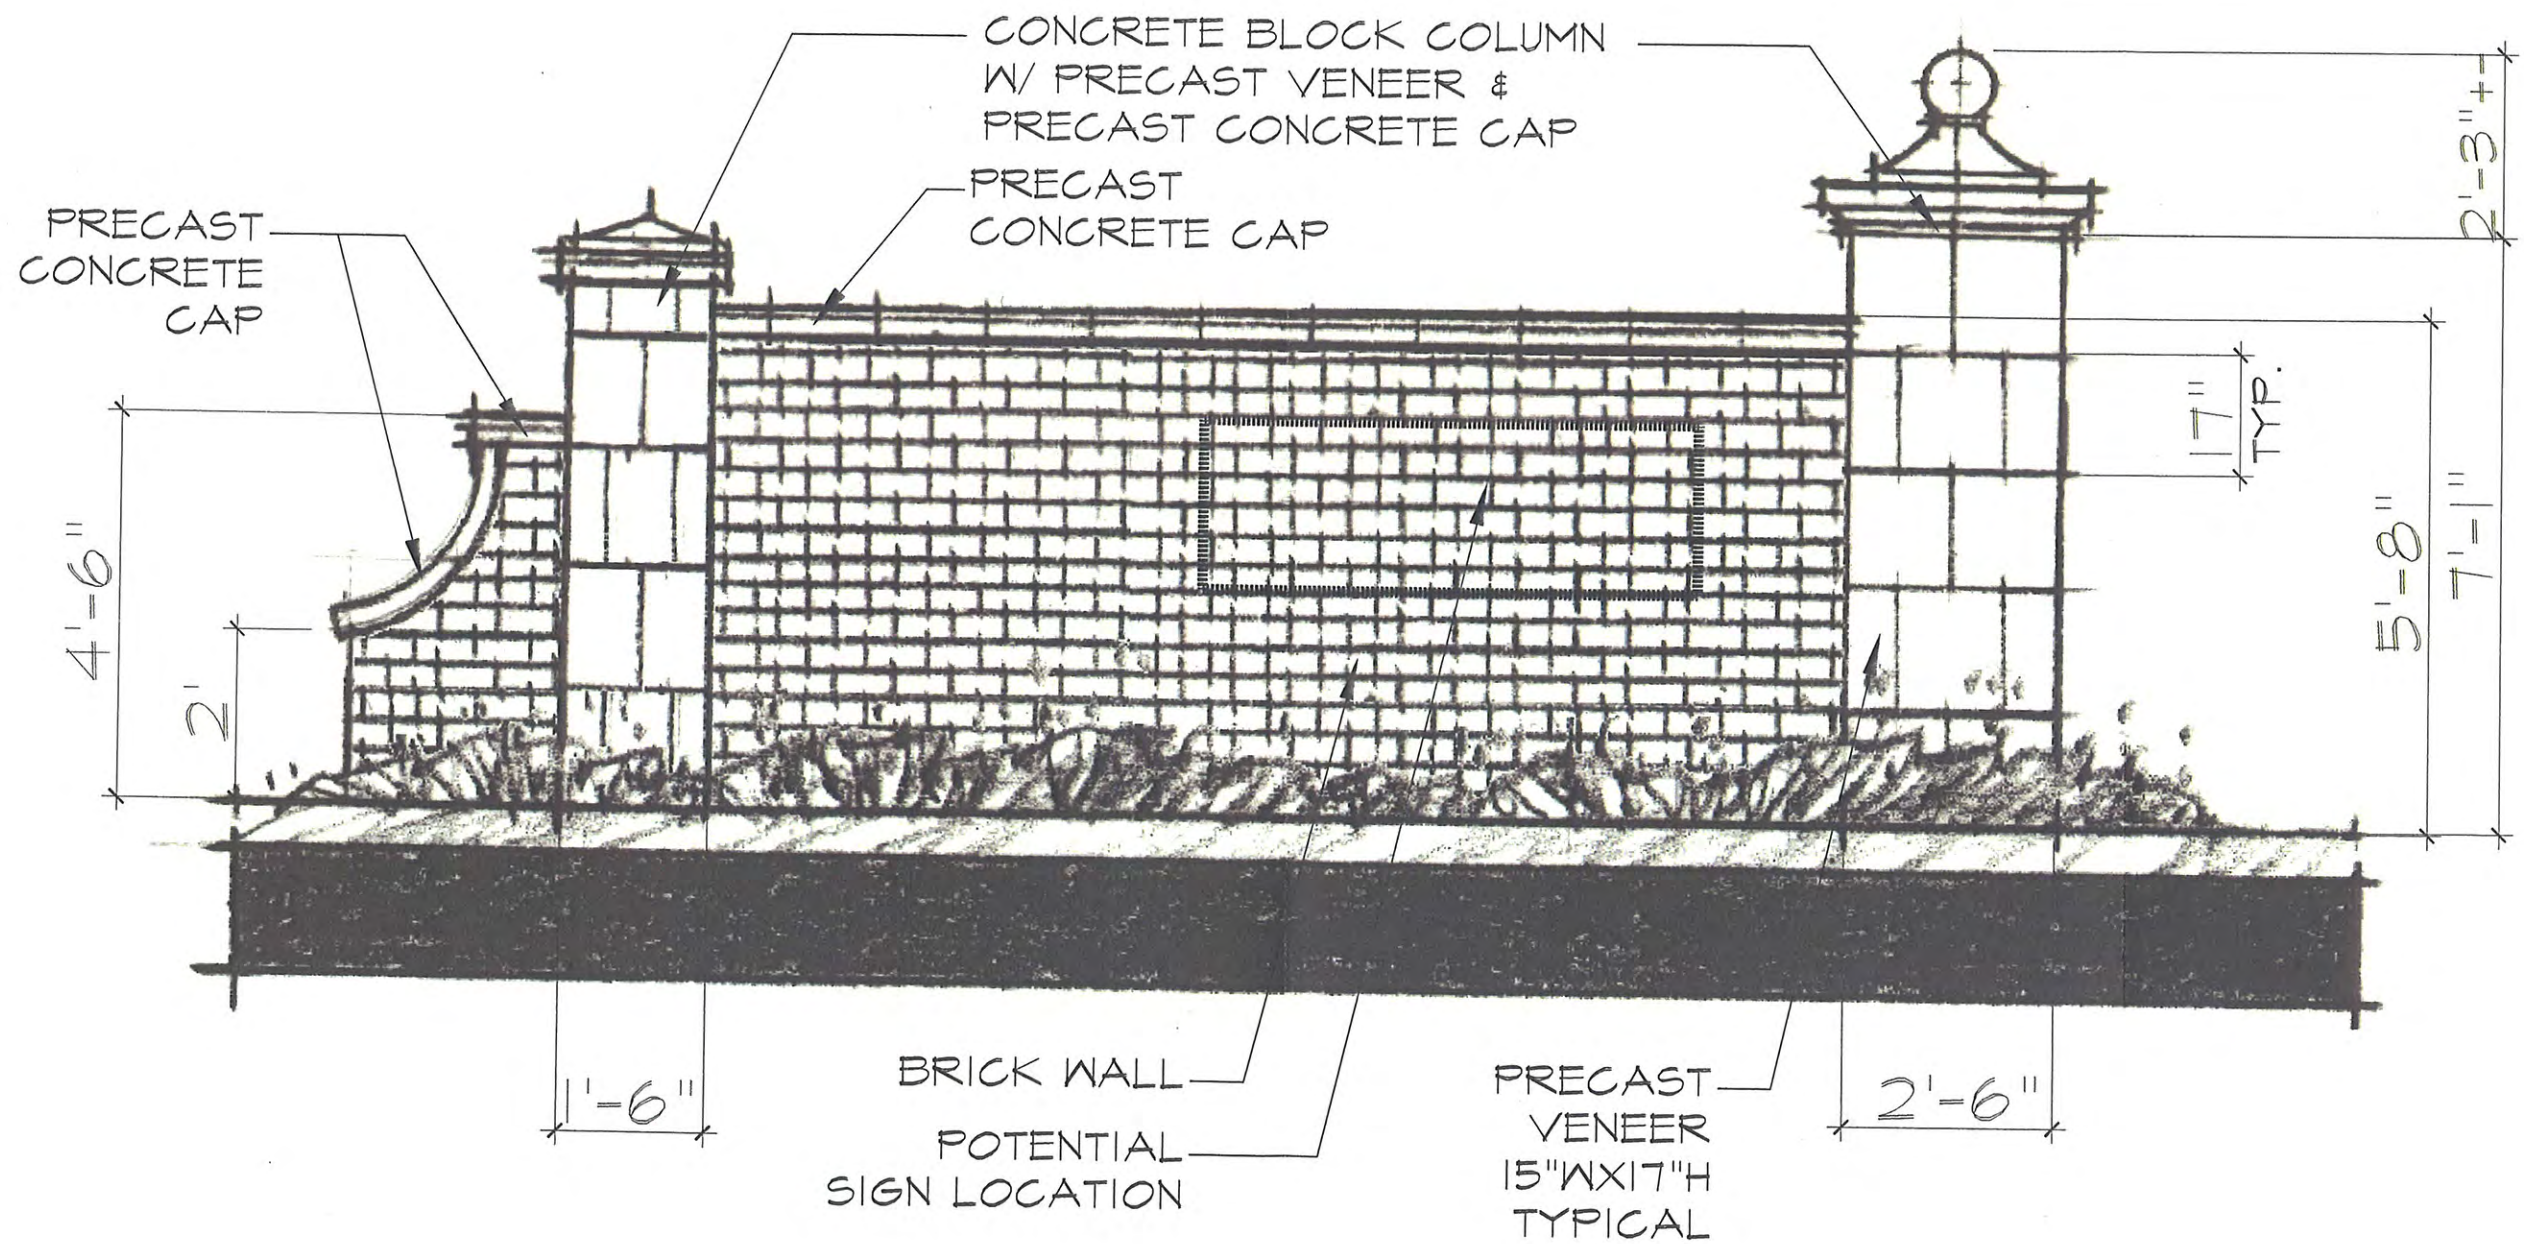 CONCRETE BLOCK COLUMN
W/ PRECAST VENEER &
PRECAST CONCRETE CAP
PRECAST
CONCRETE CAP
PRECAST
CONCRETE
CAP
2'-3"+-
17"
TYP.
5'-8"
7'-1"
4'-6"
2'
1'-6"
BRICK WALL
POTENTIAL
SIGN LOCATION
PRECAST
VENEER
15"WX17"H
TYPICAL
2'-6"